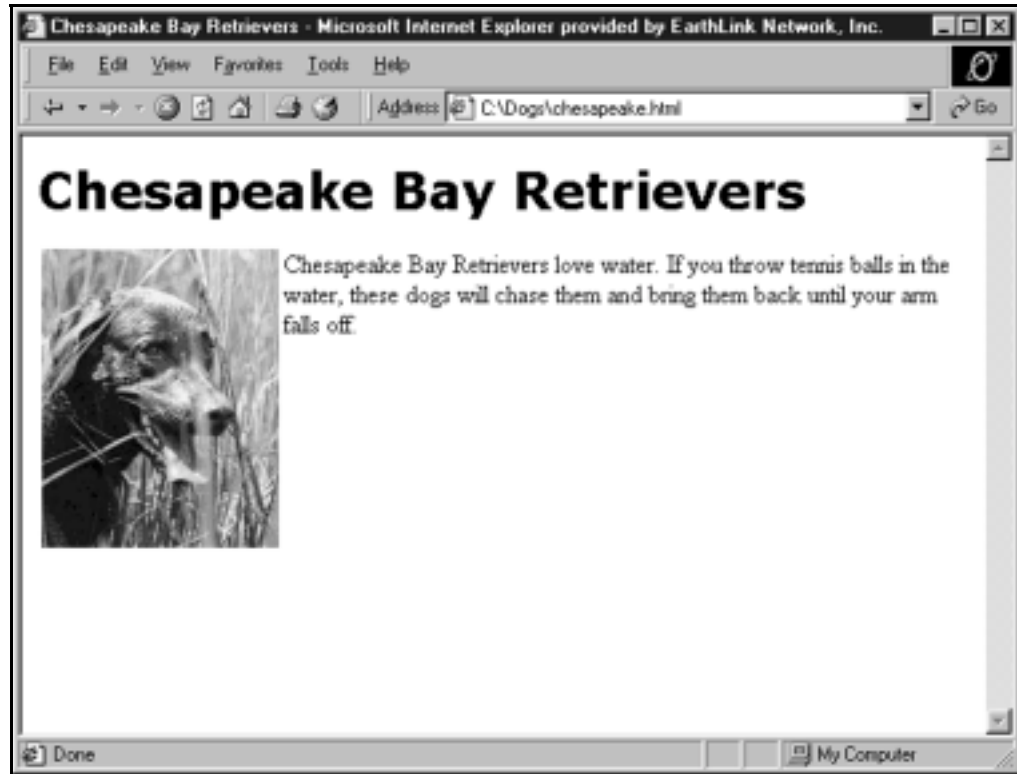 Chesapeake Bay Retrievers - Microsoft Internet Explorer provided by EarthLink Network, Inc.
File Edit View Favorites Tools Help
Address C:\Dogs\chesapeake.html Go
Chesapeake Bay Retrievers
Chesapeake Bay Retrievers love water. If you throw tennis balls in the
water, these dogs will chase them and bring them back until your arm
falls off.
Done My Computer